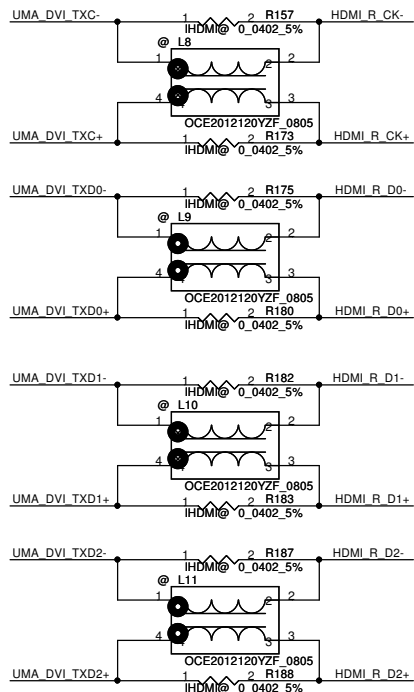 UMA_DVI_TXC- 1 2 R157 HDMI_R_CK-
IHDMI@ 0_0402_5%
@ L8
1 2 2
4 4 3 3
OCE2012120YZF_0805
R173
UMA_DVI_TXC+ 1 2 HDMI_R_CK+
IHDMI@ 0_0402_5%
UMA_DVI_TXD0- 1 2 R175 HDMI_R_D0-
IHDMI@ 0_0402_5%
@ L9
1 2 2
4 4 3 3
OCE2012120YZF_0805
UMA_DVI_TXD0+ 1 2 R180 HDMI_R_D0+
IHDMI@ 0_0402_5%
UMA_DVI_TXD1- 1 2 R182 HDMI_R_D1-
IHDMI@ 0_0402_5%
@ L10
1 2 2
4 4 3 3
OCE2012120YZF_0805
UMA_DVI_TXD1+ 1 2 R183 HDMI_R_D1+
IHDMI@ 0_0402_5%
UMA_DVI_TXD2- 1 2 R187 HDMI_R_D2-
IHDMI@ 0_0402_5%
@ L11
1 2 2
4 4 3 3
OCE2012120YZF_0805
UMA_DVI_TXD2+ 1 2 R188 HDMI_R_D2+
IHDMI@ 0_0402_5%